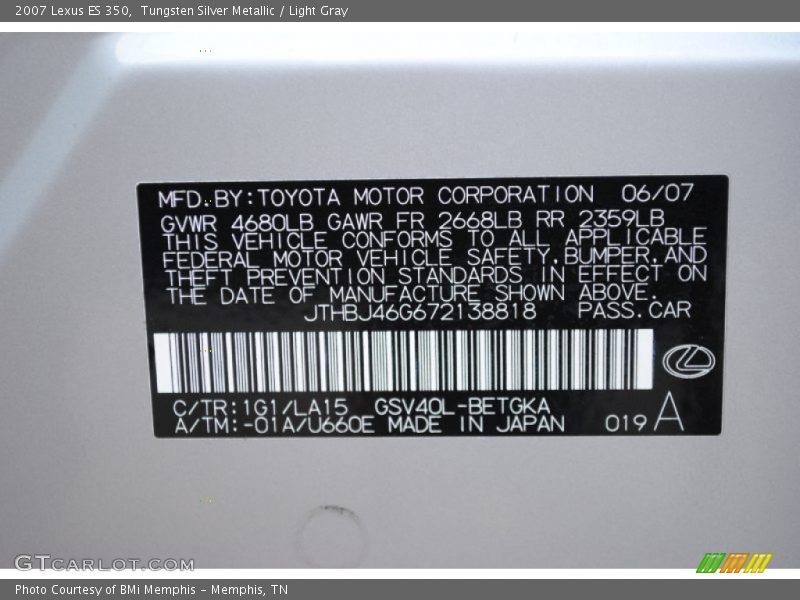 2007 Lexus ES 350,  Tungsten Silver Metallic / Light Gray
MFD.BY:TOYOTA MOTOR CORPORATION 06/07
GVWR 4680LB GAWR FR 2668LB RR 2359LB
THIS VEHICLE CONFORMS TO ALL APPLICABLE
FEDERAL MOTOR VEHICLE SAFETY,BUMPER,AND
THEFT PREVENTION STANDARDS IN EFFECT ON
THE DATE OF MANUFACTURE SHOWN ABOVE.
JTHBJ46G672138818 PASS.CAR
C/TR:1G1/LA15 GSV40L-BETGKA
A/TM:-01A/U660E MADE IN JAPAN 019 A
GTCARLOT.COM
Photo Courtesy of BMi Memphis - Memphis, TN